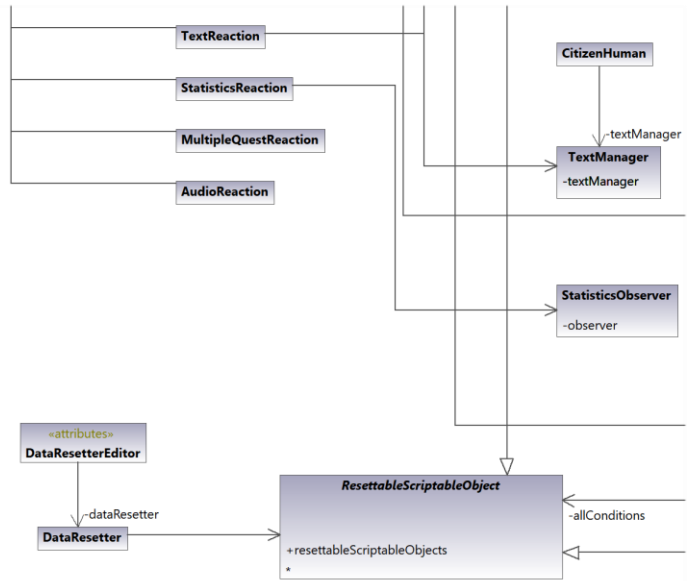 TextReaction
CitizenHuman
StatisticsReaction
-textManager
MultipleQuestReaction
TextManager
-textManager
AudioReaction
StatisticsObserver
-observer
«attributes»
DataResetterEditor
ResettableScriptableObject
-dataResetter
-allConditions
DataResetter
+resettableScriptableObjects
*